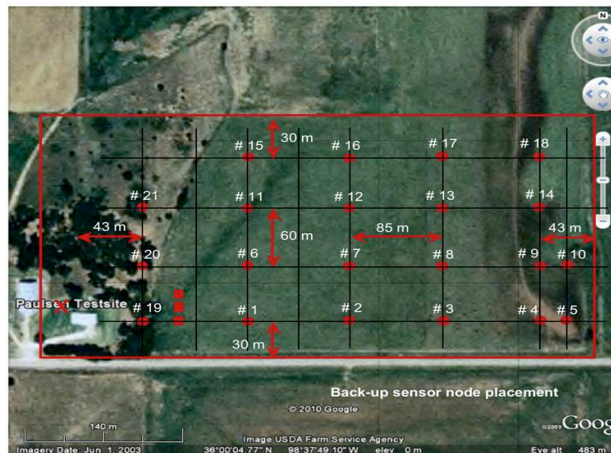 N
# 15
30 m
# 16
# 17
# 18
# 21
# 11
# 12
# 13
# 14
43 m
60 m
85 m
43 m
# 20
# 6
# 7
# 8
# 9
# 10
Paulsen Testsite
# 19
# 1
# 2
# 3
# 4
# 5
30 m
Back-up sensor node placement
© 2010 Google
©2009 Goog
140 m
Image USDA Farm Service Agency
Imagery Date: Jun 1, 2003 36°00'04.77" N 98°37'49.10" W elev 0 m Eye alt 483 m